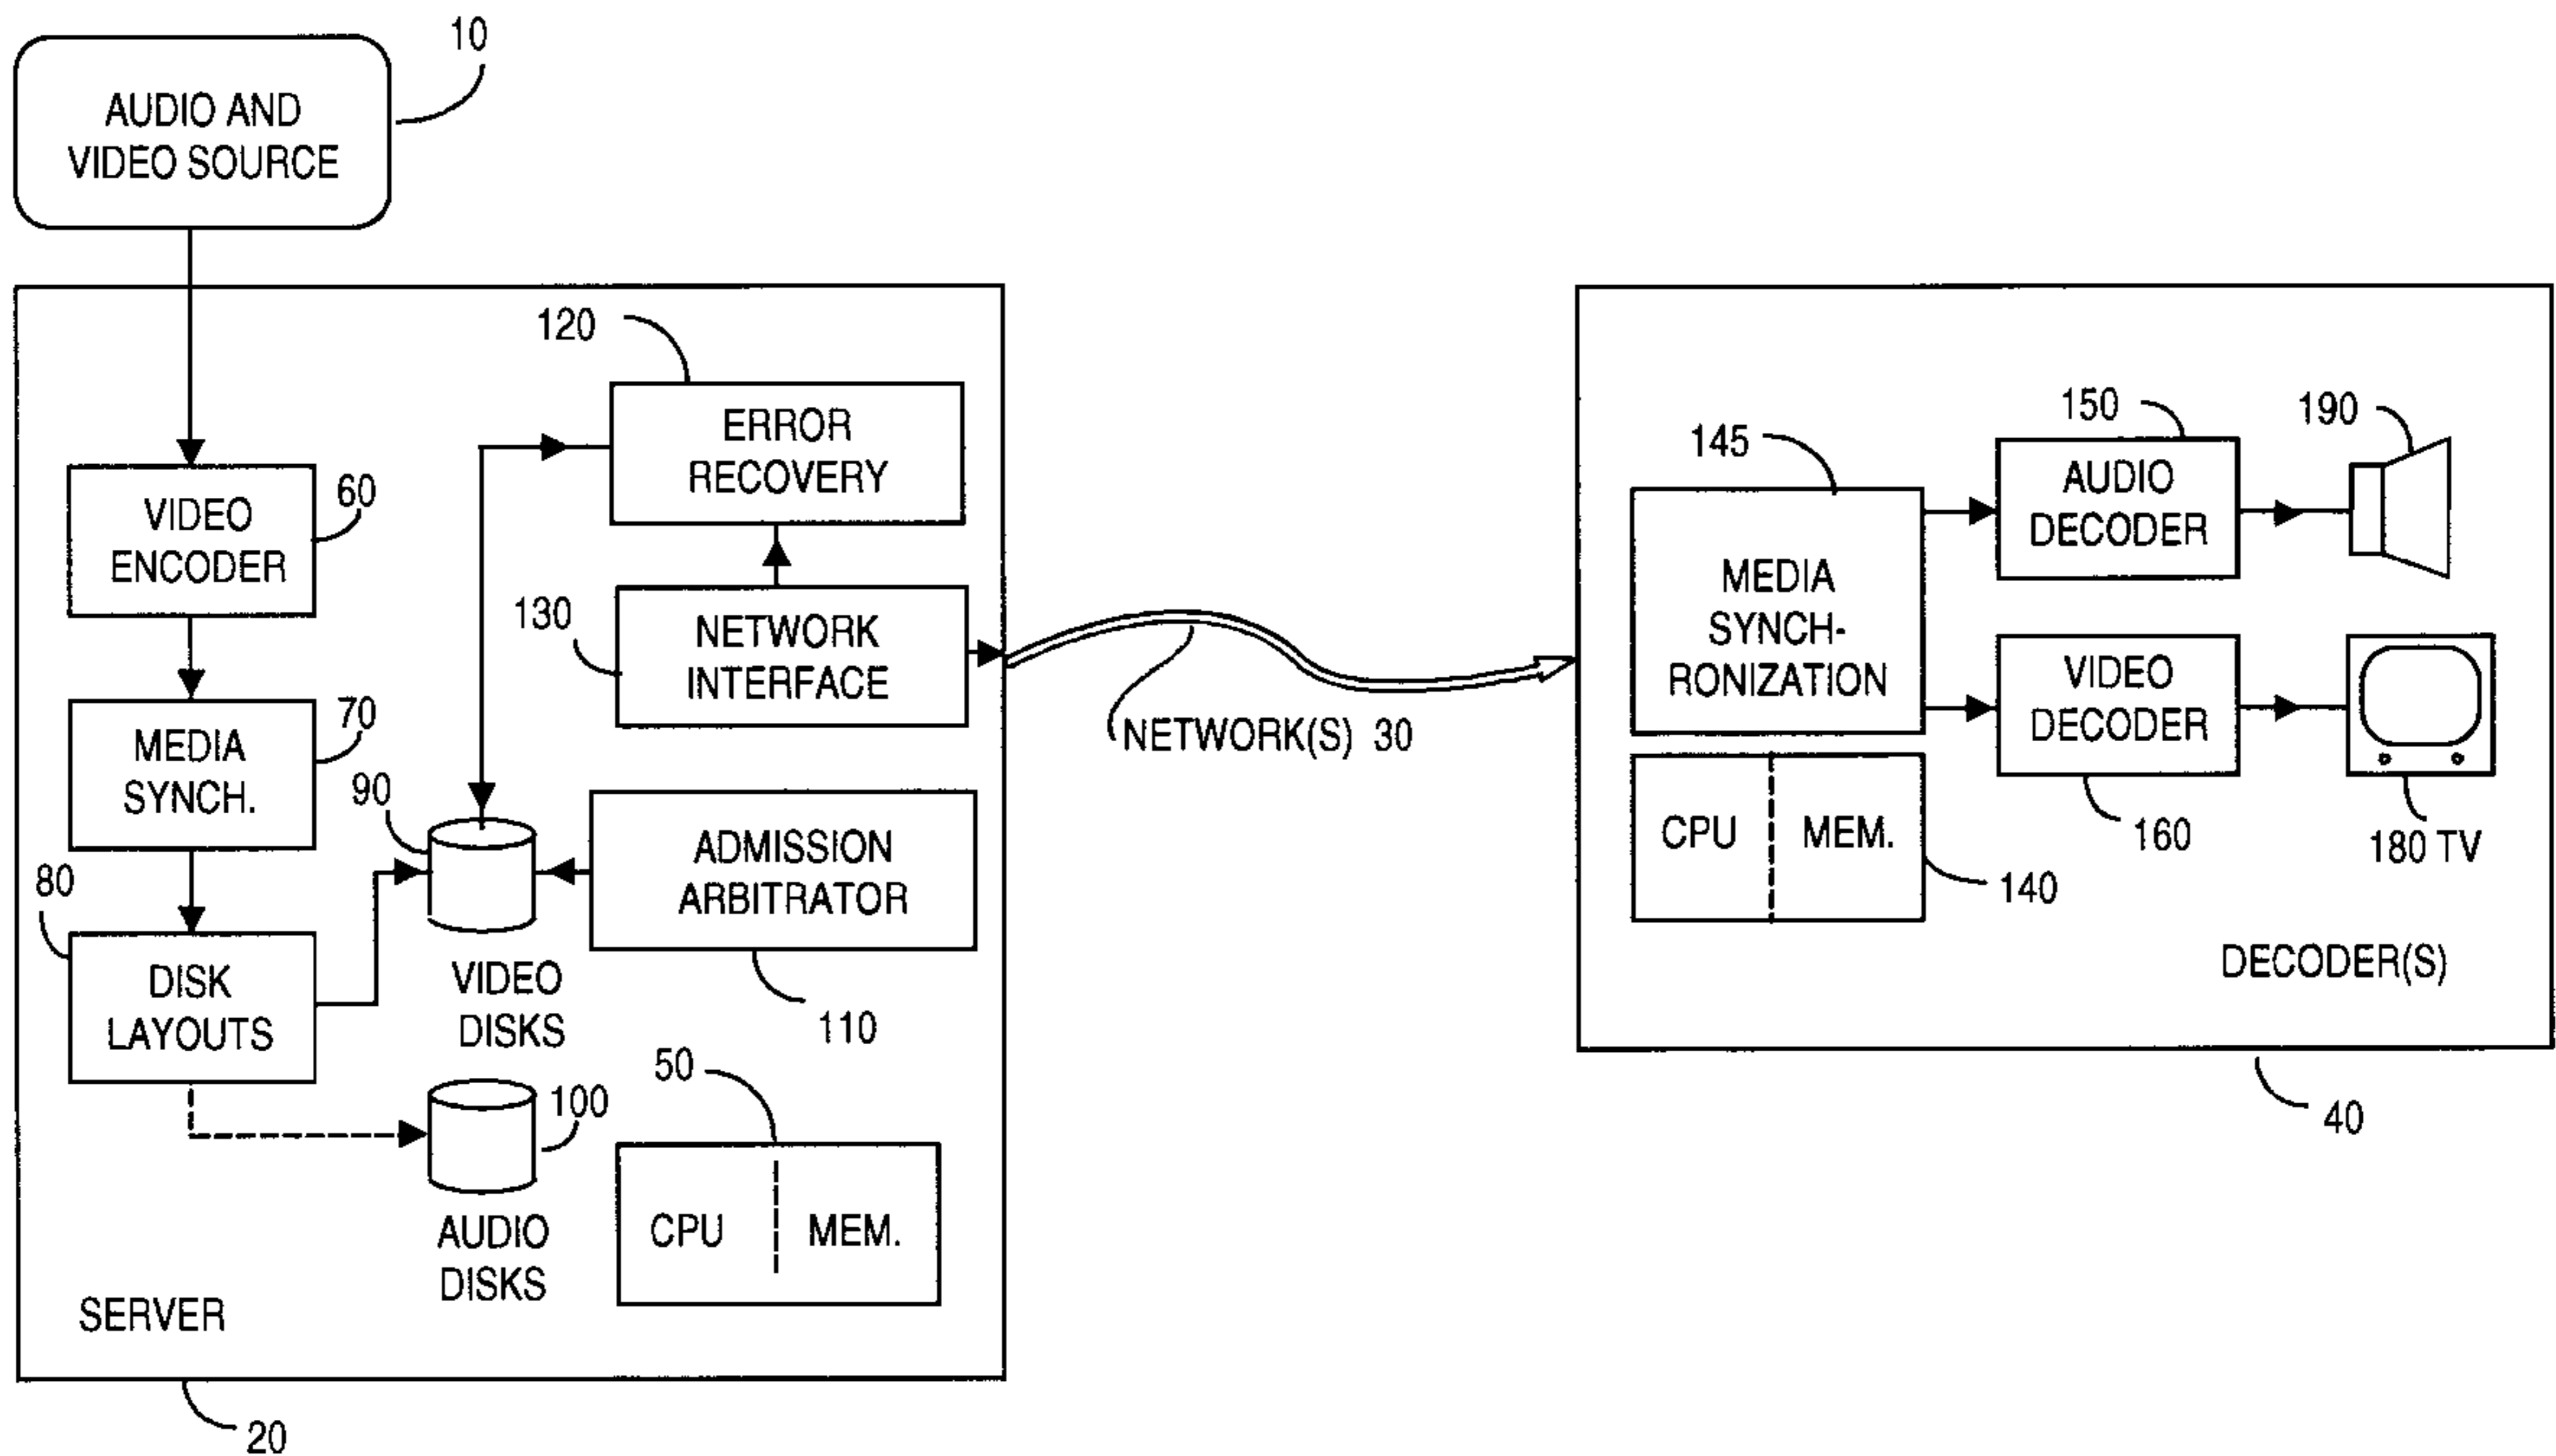 10
AUDIO AND
VIDEO SOURCE
120
ERROR
RECOVERY
VIDEO
ENCODER
60
130
NETWORK
INTERFACE
MEDIA
SYNCH.
70
90
80
DISK
LAYOUTS
VIDEO
DISKS
ADMISSION
ARBITRATOR
110
50
100
AUDIO
DISKS
CPU
MEM.
SERVER
20
NETWORK(S) 30
145
MEDIA
SYNCH-
RONIZATION
150
AUDIO
DECODER
190
VIDEO
DECODER
160
180 TV
CPU
MEM.
140
DECODER(S)
40